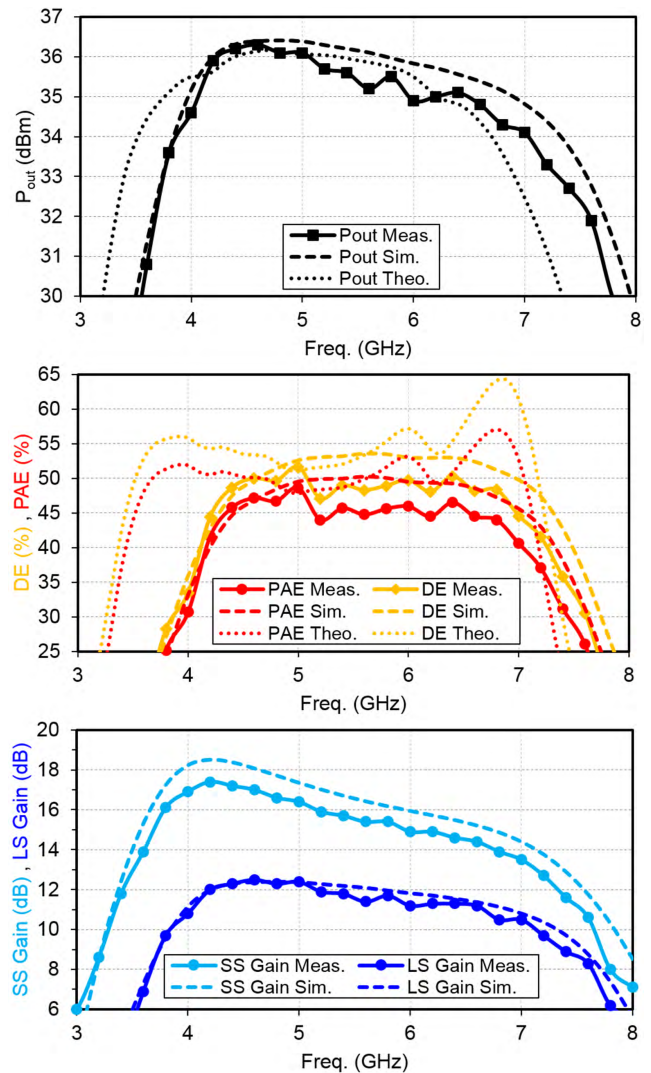 37
36
35
34
33
32
31
30
P_out (dBm)
Pout Meas.
Pout Sim.
Pout Theo.
3 4 5 6 7 8
Freq. (GHz)
65
60
55
50
45
40
35
30
25
DE (%) , PAE (%)
PAE Meas. DE Meas.
PAE Sim. DE Sim.
PAE Theo. DE Theo.
3 4 5 6 7 8
Freq. (GHz)
20
18
16
14
12
10
8
6
SS Gain (dB) , LS Gain (dB)
SS Gain Meas. LS Gain Meas.
SS Gain Sim. LS Gain Sim.
3 4 5 6 7 8
Freq. (GHz)